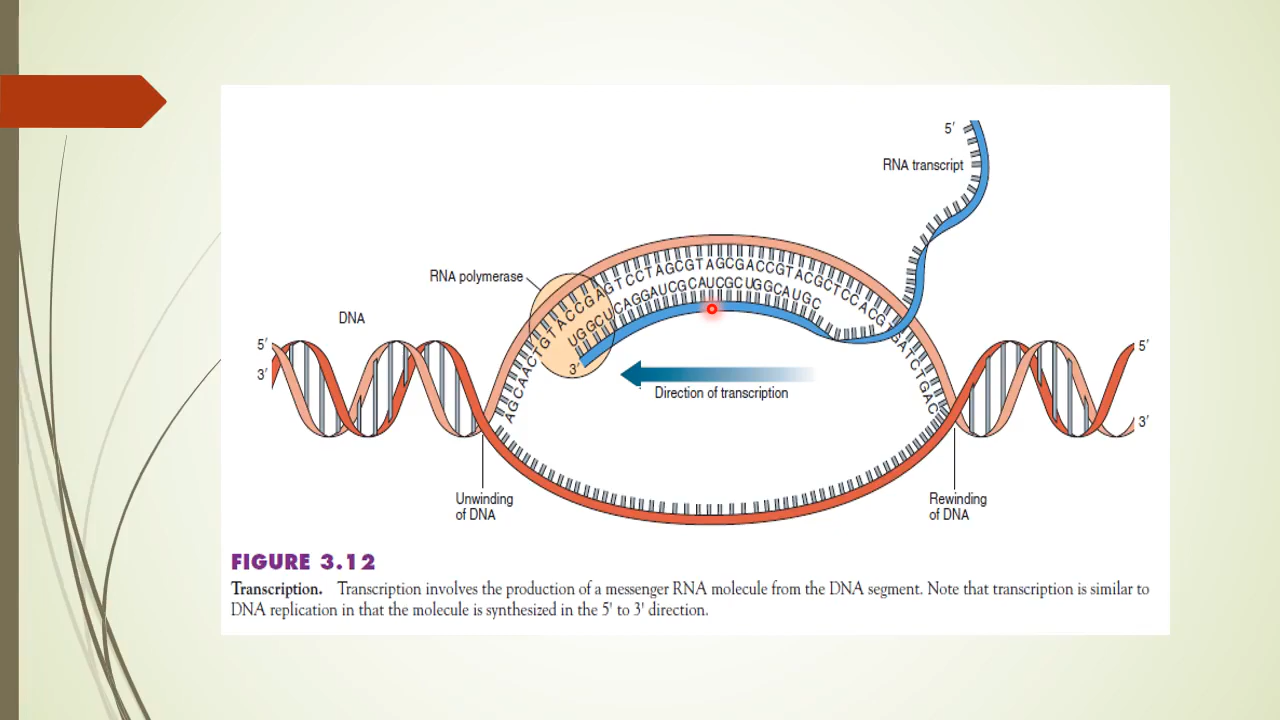 5′
RNA transcript
RNA polymerase
DNA
5′
3′
AGCAACTGTACCGAGTCCTAGCGTAGCGACCGTACGCTCCACGTGATCTGAC
UGGCUCAGGAUCGCAUCGCUGGCAUGC
3′
Direction of transcription
5′
3′
Unwinding
of DNA
Rewinding
of DNA
FIGURE 3.12
Transcription. Transcription involves the production of a messenger RNA molecule from the DNA segment. Note that transcription is similar to
DNA replication in that the molecule is synthesized in the 5' to 3' direction.